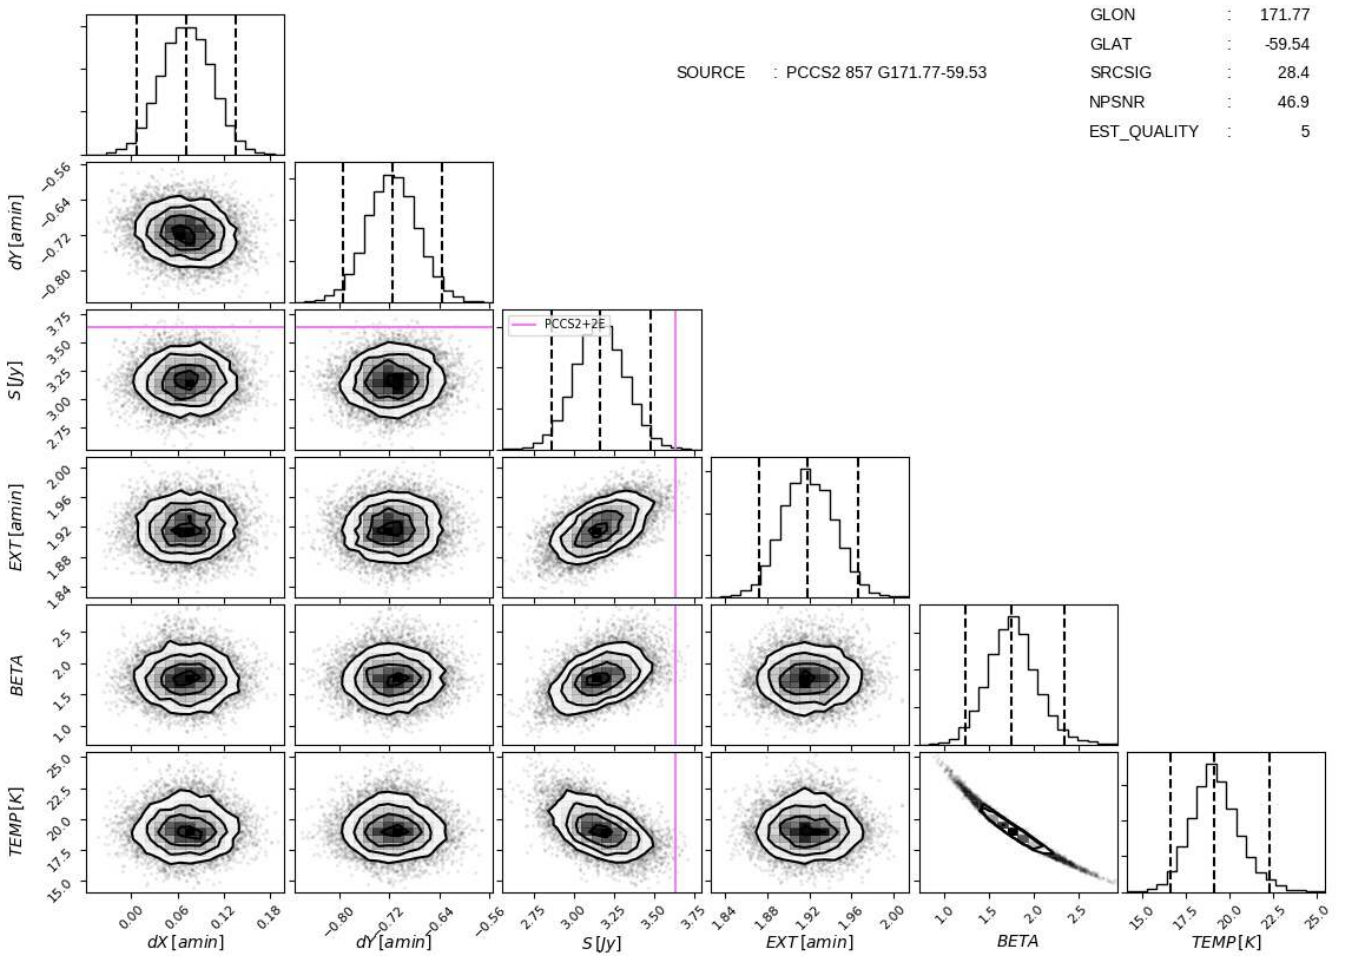 GLON : 171.77
GLAT : -59.54
SOURCE : PCCS2 857 G171.77-59.53
SRCSIG : 28.4
NPSNR : 46.9
EST_QUALITY : 5
dY [amin]
−0.56
−0.64
−0.72
−0.80
S [Jy]
3.75
3.50
3.25
3.00
2.75
PCCS2+2E
EXT [amin]
2.00
1.96
1.92
1.88
1.84
BETA
2.5
2.0
1.5
1.0
TEMP [K]
25.0
22.5
20.0
17.5
15.0
0.00 0.06 0.12 0.18
−0.80 −0.72 −0.64 −0.56
2.75 3.00 3.25 3.50 3.75
1.84 1.88 1.92 1.96 2.00
1.0 1.5 2.0 2.5
15.0 17.5 20.0 22.5 25.0
dX [amin] dY [amin] S [Jy] EXT [amin] BETA TEMP [K]